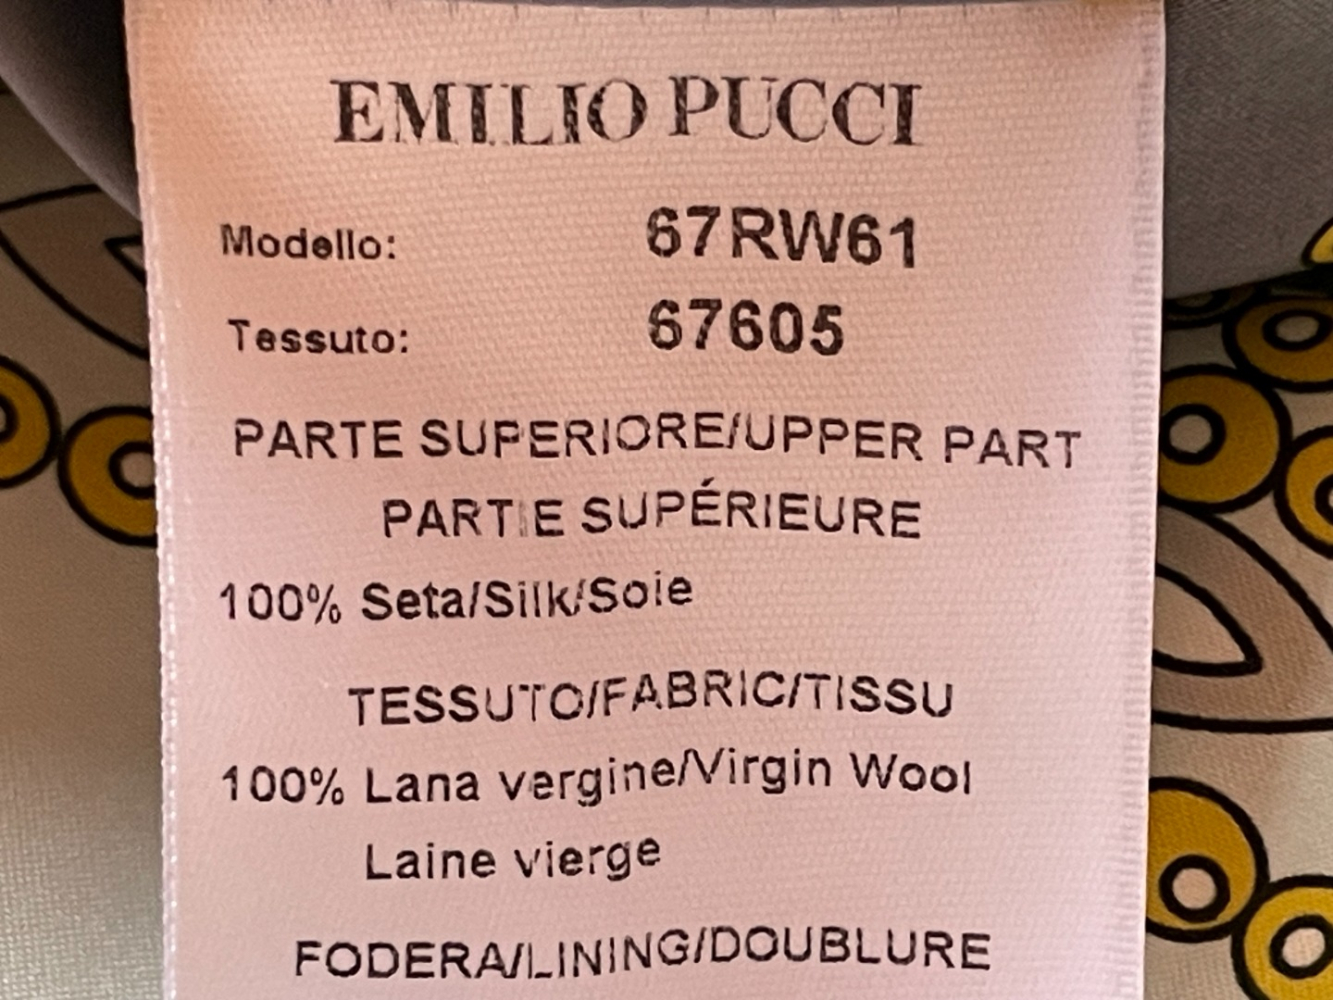 EMILIO PUCCI
Modello: 67RW61
Tessuto: 67605
PARTE SUPERIORE/UPPER PART
PARTIE SUPÉRIEURE
100% Seta/Silk/Soie
TESSUTO/FABRIC/TISSU
100% Lana vergine/Virgin Wool
Laine vierge
FODERA/LINING/DOUBLURE